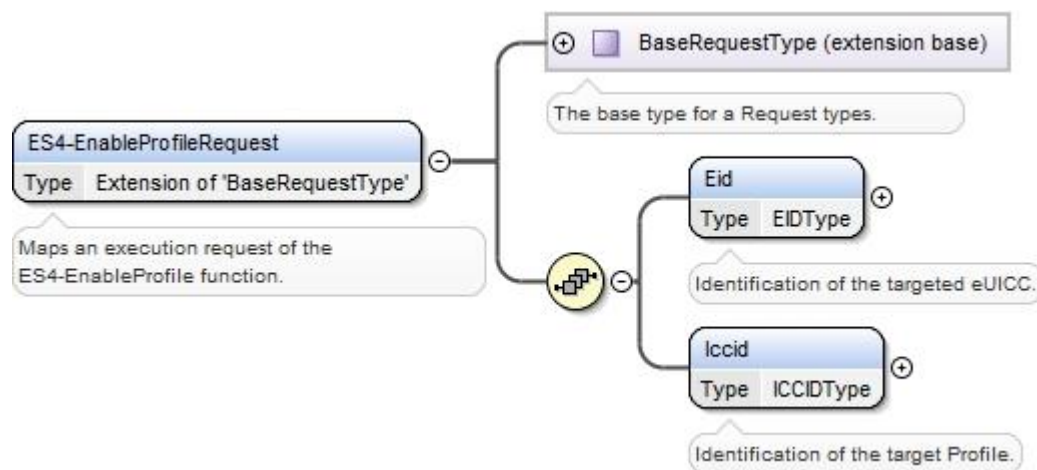 BaseRequestType (extension base)
The base type for a Request types.
ES4-EnableProfileRequest
Type Extension of 'BaseRequestType'
Maps an execution request of the
ES4-EnableProfile function.
Eid
Type EIDType
Identification of the targeted eUICC.
Iccid
Type ICCIDType
Identification of the target Profile.